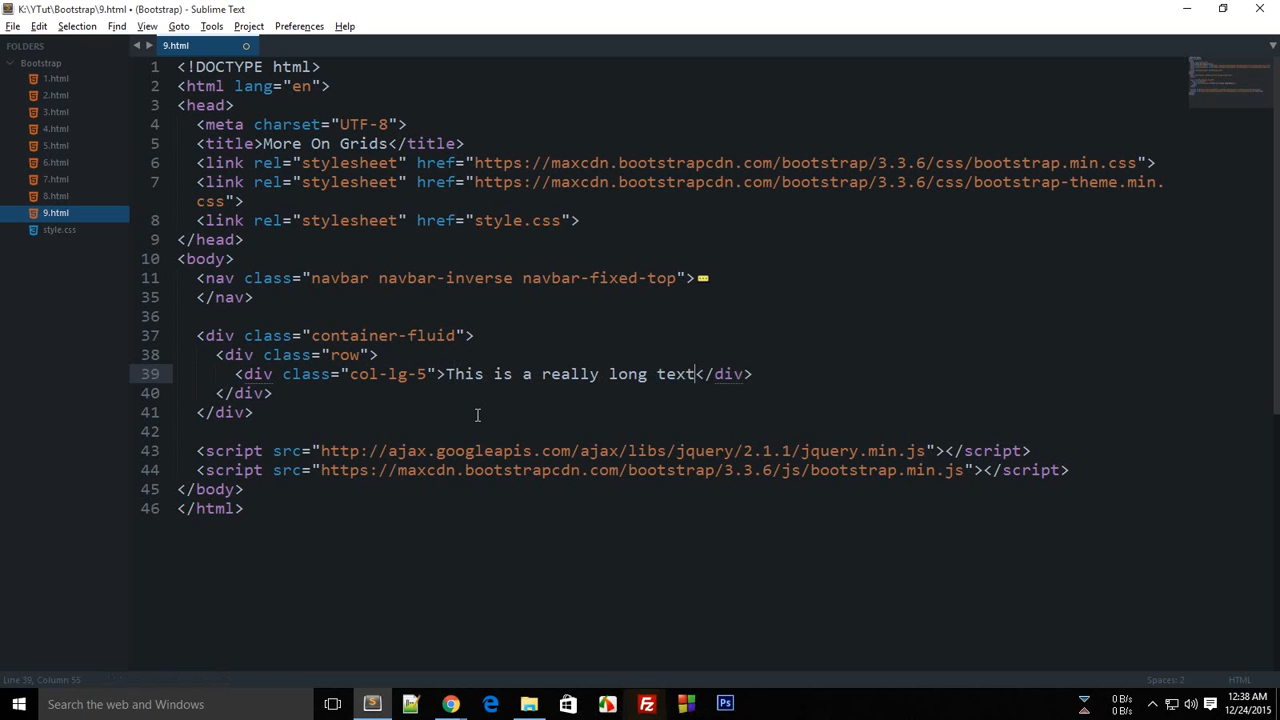 K:\YTut\Bootstrap\9.html • (Bootstrap) - Sublime Text
File Edit Selection Find View Goto Tools Project Preferences Help
FOLDERS
Bootstrap
1.html
2.html
3.html
4.html
5.html
6.html
7.html
8.html
9.html
style.css
9.html
1 <!DOCTYPE html>
2 <html lang="en">
3 <head>
4 <meta charset="UTF-8">
5 <title>More On Grids</title>
6 <link rel="stylesheet" href="https://maxcdn.bootstrapcdn.com/bootstrap/3.3.6/css/bootstrap.min.css">
7 <link rel="stylesheet" href="https://maxcdn.bootstrapcdn.com/bootstrap/3.3.6/css/bootstrap-theme.min.
css">
8 <link rel="stylesheet" href="style.css">
9 </head>
10 <body>
11 <nav class="navbar navbar-inverse navbar-fixed-top">
35 </nav>
36
37 <div class="container-fluid">
38 <div class="row">
39 <div class="col-lg-5">This is a really long text</div>
40 </div>
41 </div>
42
43 <script src="http://ajax.googleapis.com/ajax/libs/jquery/2.1.1/jquery.min.js"></script>
44 <script src="https://maxcdn.bootstrapcdn.com/bootstrap/3.3.6/js/bootstrap.min.js"></script>
45 </body>
46 </html>
Line 39, Column 55
Spaces: 2
HTML
Search the web and Windows
Ps
0 B/s
0 B/s
12:38 AM
12/24/2015